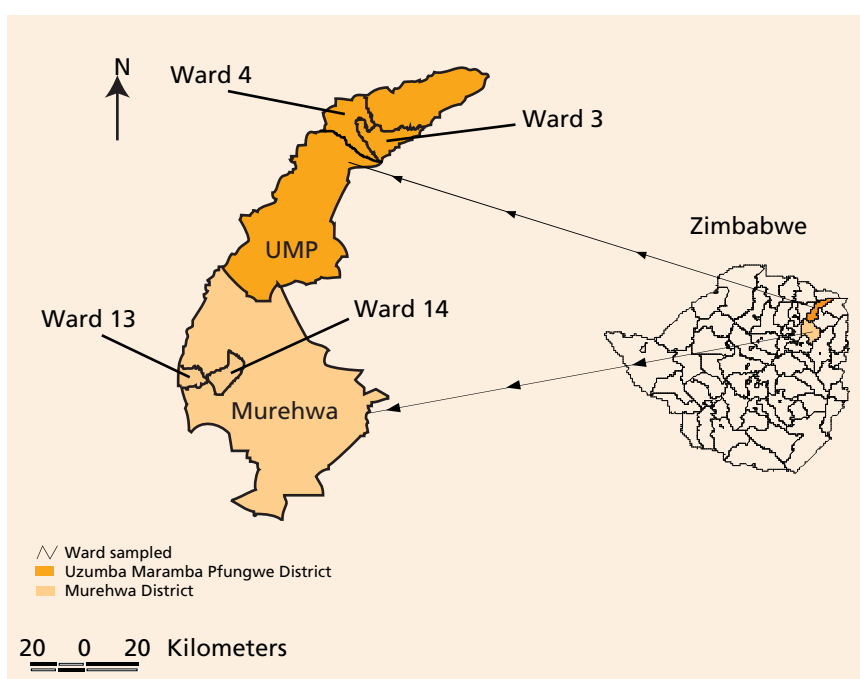 N
Ward 4
Ward 3
Zimbabwe
UMP
Ward 14
Ward 13
Murehwa
Ward sampled
Uzumba Maramba Pfungwe District
Murehwa District
20 0 20 Kilometers